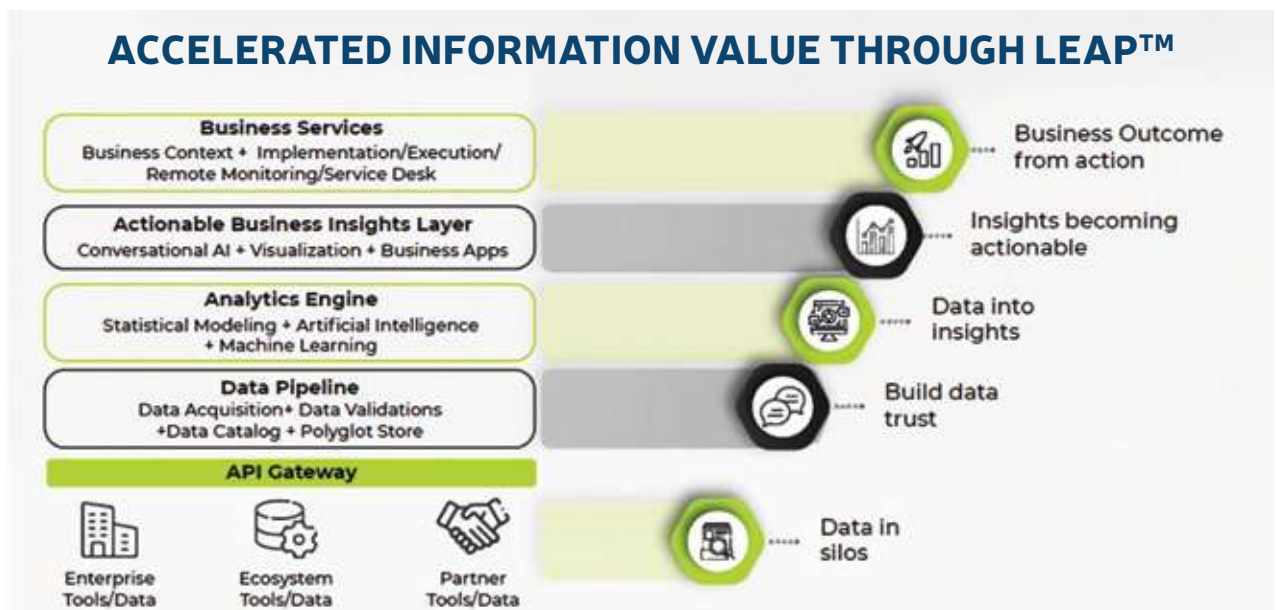 ACCELERATED INFORMATION VALUE THROUGH LEAP™
Business Services
Business Context + Implementation/Execution/
Remote Monitoring/Service Desk
Business Outcome
from action
Actionable Business Insights Layer
Conversational AI + Visualization + Business Apps
Insights becoming
actionable
Analytics Engine
Statistical Modeling + Artificial Intelligence
+ Machine Learning
Data into
insights
Data Pipeline
Data Acquisition+ Data Validations
+Data Catalog + Polyglot Store
Build data
trust
API Gateway
Enterprise
Tools/Data
Ecosystem
Tools/Data
Partner
Tools/Data
Data in
silos